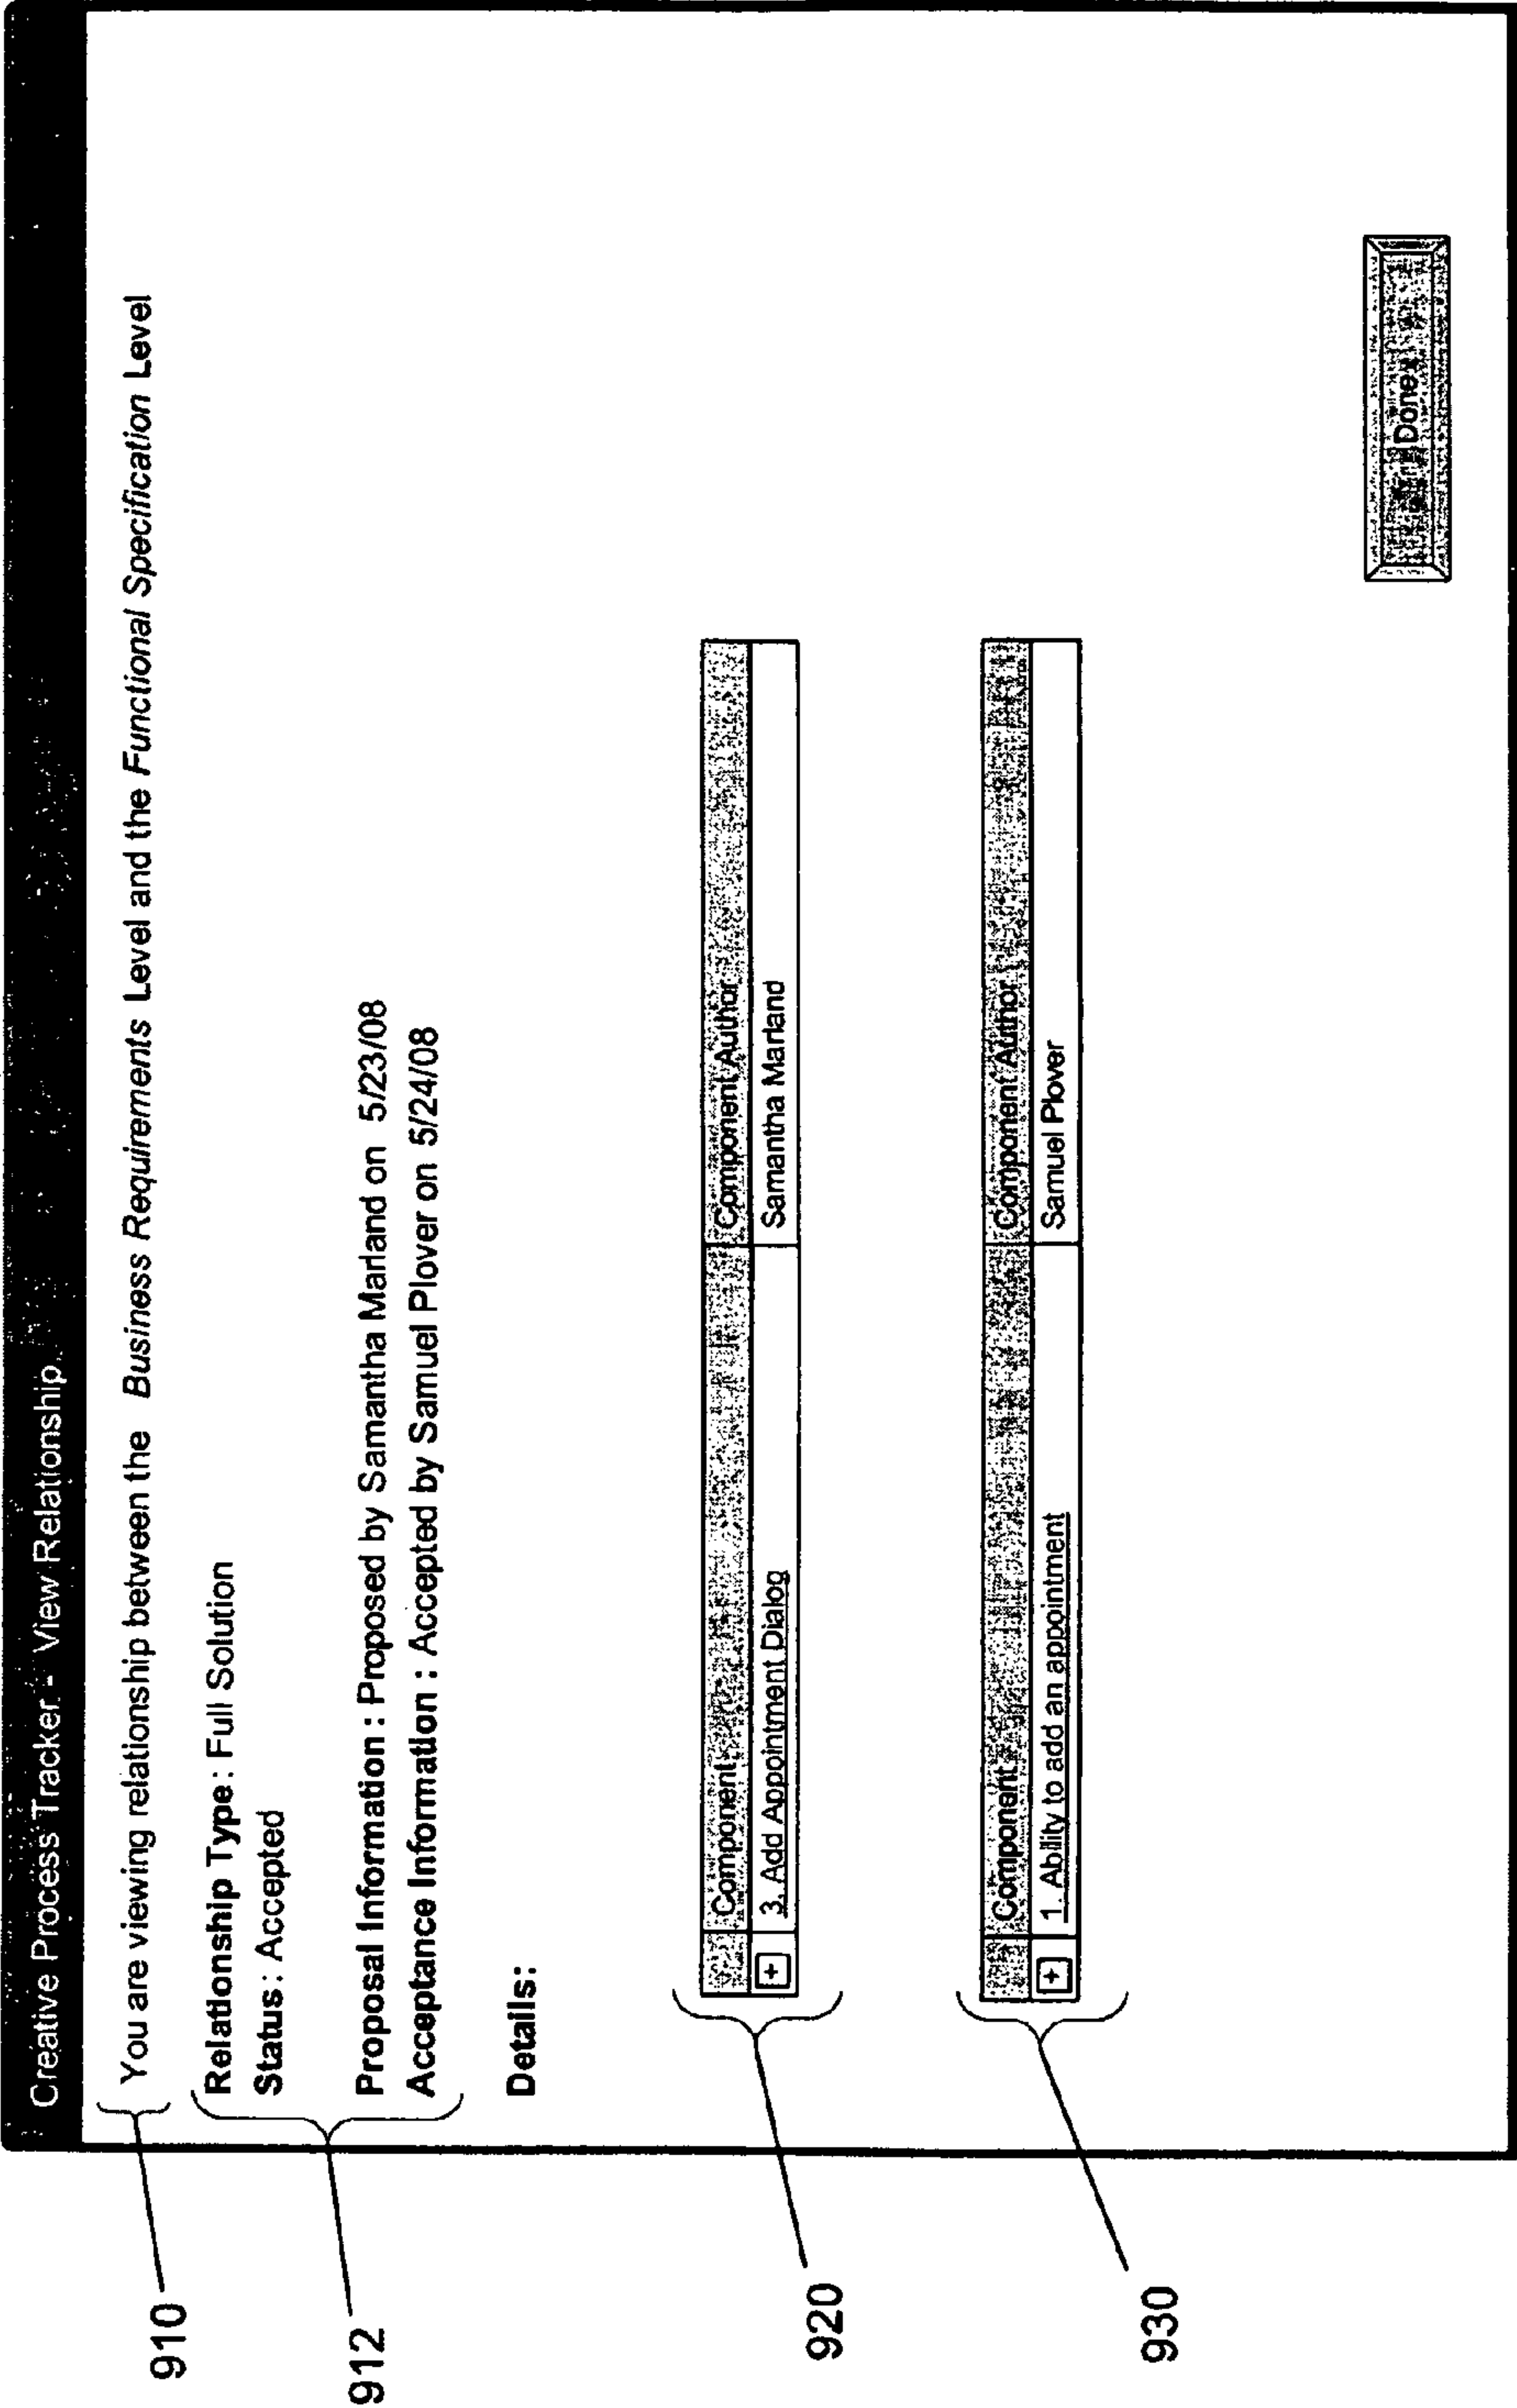 Creative Process Tracker - View Relationship
910
You are viewing relationship between the Business Requirements Level and the Functional Specification Level
912
Relationship Type : Full Solution
Status : Accepted
Proposal Information : Proposed by Samantha Marland on 5/23/08
Acceptance Information : Accepted by Samuel Plover on 5/24/08
Details:
920
Component Component Author
+ 3. Add Appointment Dialog Samantha Marland
930
Component Component Author
+ 1. Ability to add an appointment Samuel Plover
Done